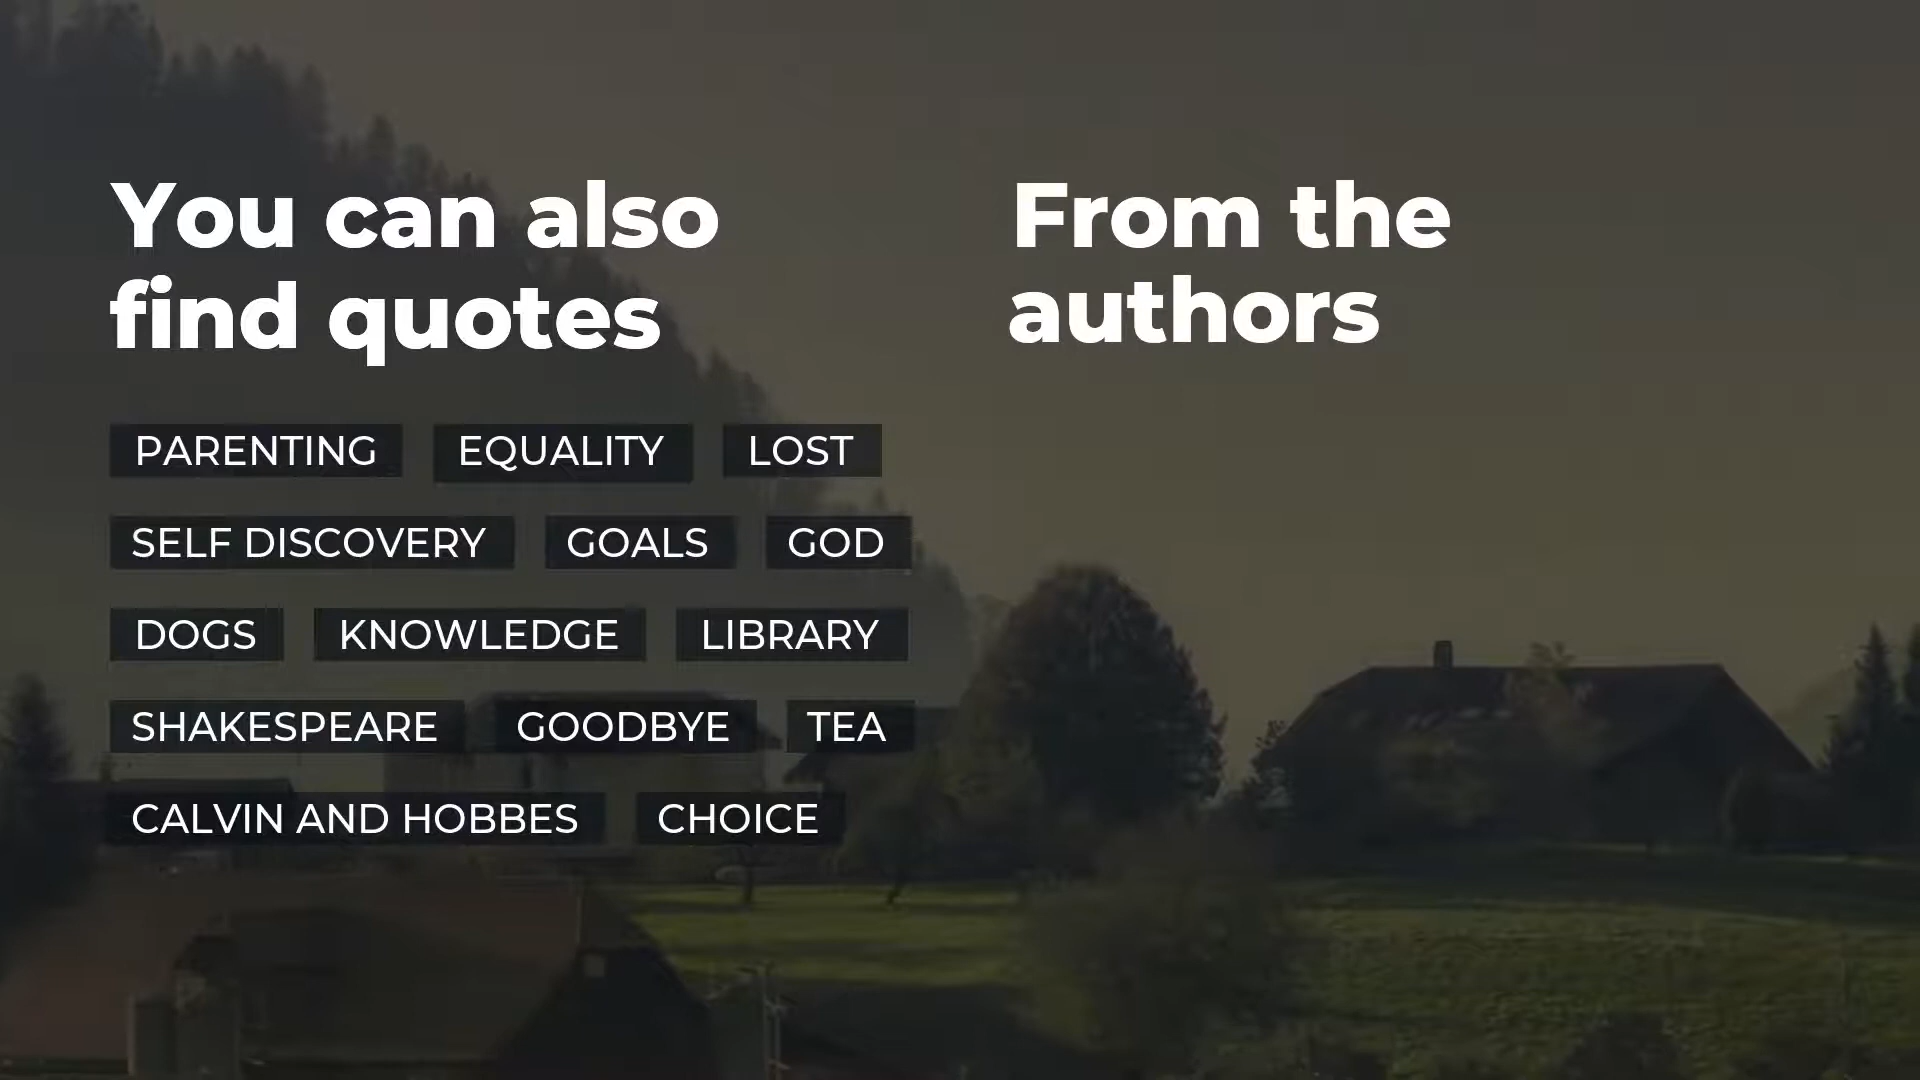 You can also
find quotes
PARENTING EQUALITY LOST
SELF DISCOVERY GOALS GOD
DOGS KNOWLEDGE LIBRARY
SHAKESPEARE GOODBYE TEA
CALVIN AND HOBBES CHOICE
From the
authors